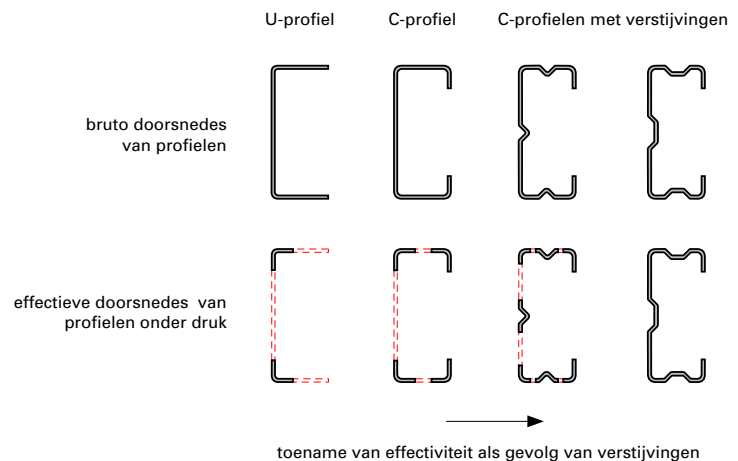 U-profiel
C-profiel
C-profielen met verstijvingen
bruto doorsnedes
van profielen
effectieve doorsnedes van
profielen onder druk
toename van effectiviteit als gevolg van verstijvingen